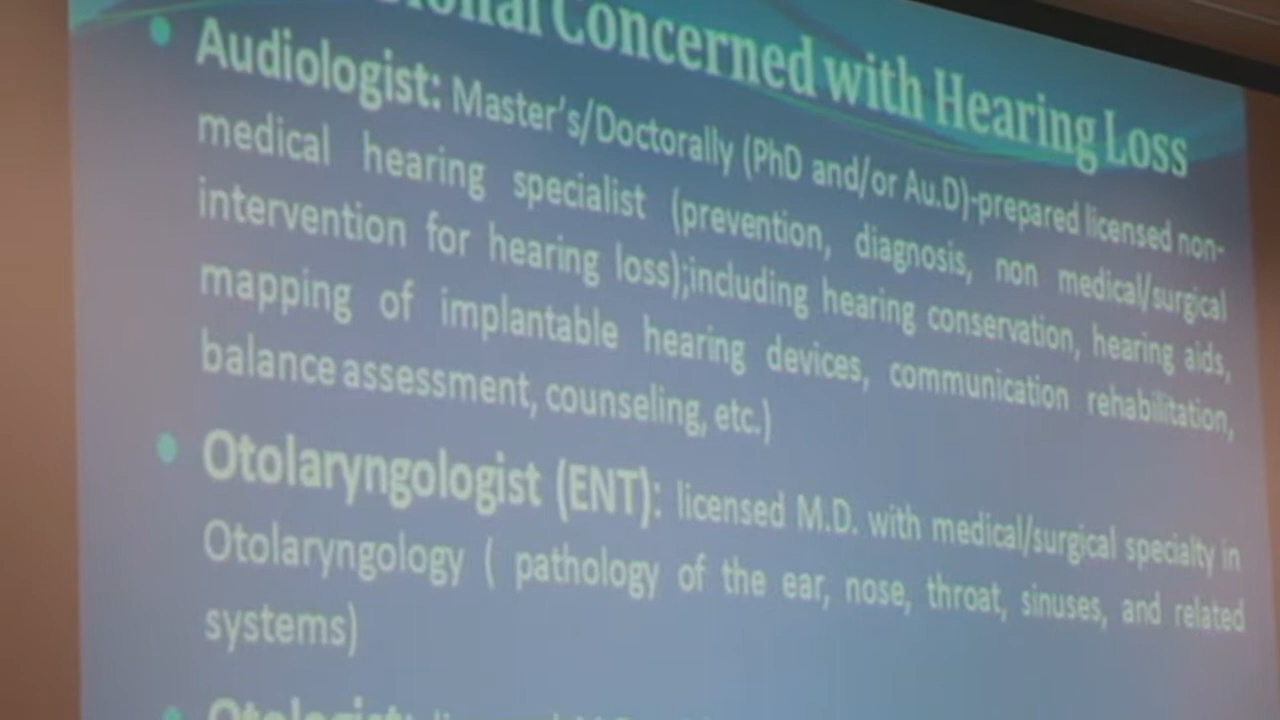 Concerned with Hearing Loss
• Audiologist: Master's/Doctorally (PhD and/or Au.D)-prepared licensed non-
medical hearing specialist (prevention, diagnosis, non medical/surgical
intervention for hearing loss);including hearing conservation, hearing aids,
mapping of implantable hearing devices, communication rehabilitation,
balance assessment, counseling, etc.)
• Otolaryngologist (ENT): licensed M.D. with medical/surgical specialty in
Otolaryngology ( pathology of the ear, nose, throat, sinuses, and related
systems)
• Otologist: